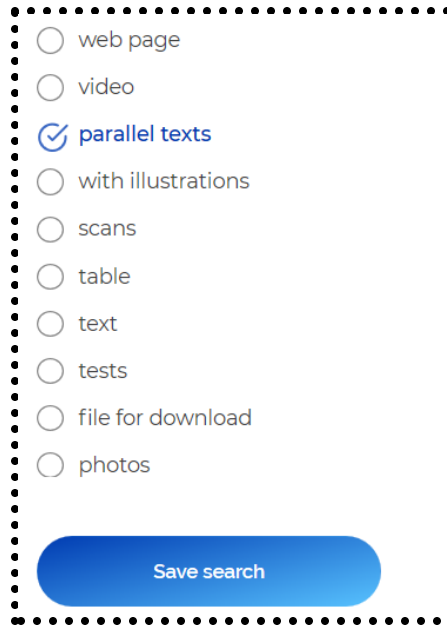 web page
video
parallel texts
with illustrations
scans
table
text
tests
file for download
photos
Save search